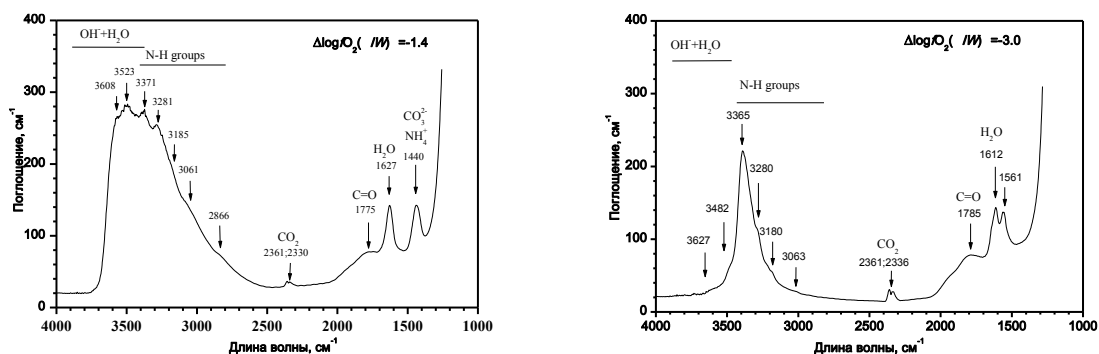 400
300
200
100
0
Поглощение, см⁻¹
OH⁻+H₂O
N-H groups
ΔlogfO₂( /IW) =-1.4
3608
3523
3371
3281
3185
3061
2866
CO₂
2361;2330
C=O
1775
H₂O
1627
CO₃²⁻
NH₄⁺
1440
4000 3500 3000 2500 2000 1500 1000
Длина волны, см⁻¹
400
300
200
100
0
Поглощение, см⁻¹
OH⁻+H₂O
N-H groups
ΔlogfO₂( /IW) =-3.0
3627
3482
3365
3280
3180
3063
CO₂
2361;2336
C=O
1785
H₂O
1612
1561
4000 3500 3000 2500 2000 1500 1000
Длина волны, см⁻¹